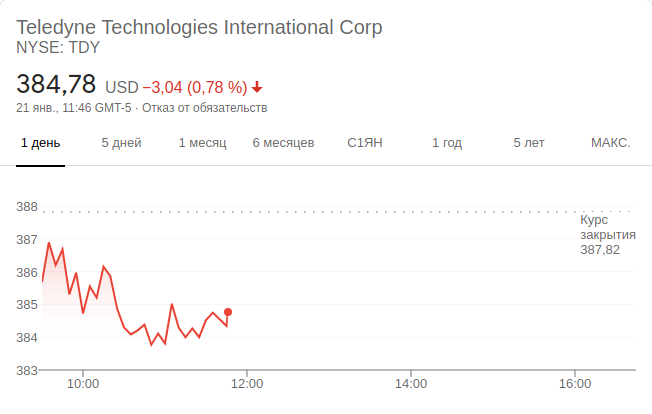 Teledyne Technologies International Corp
NYSE: TDY
384,78 USD −3,04 (0,78 %)
21 янв., 11:46 GMT-5 · Отказ от обязательств
1 день 5 дней 1 месяц 6 месяцев С1ЯН 1 год 5 лет МАКС.
388
Курс
закрытия
387,82
387
386
385
384
383
10:00 12:00 14:00 16:00